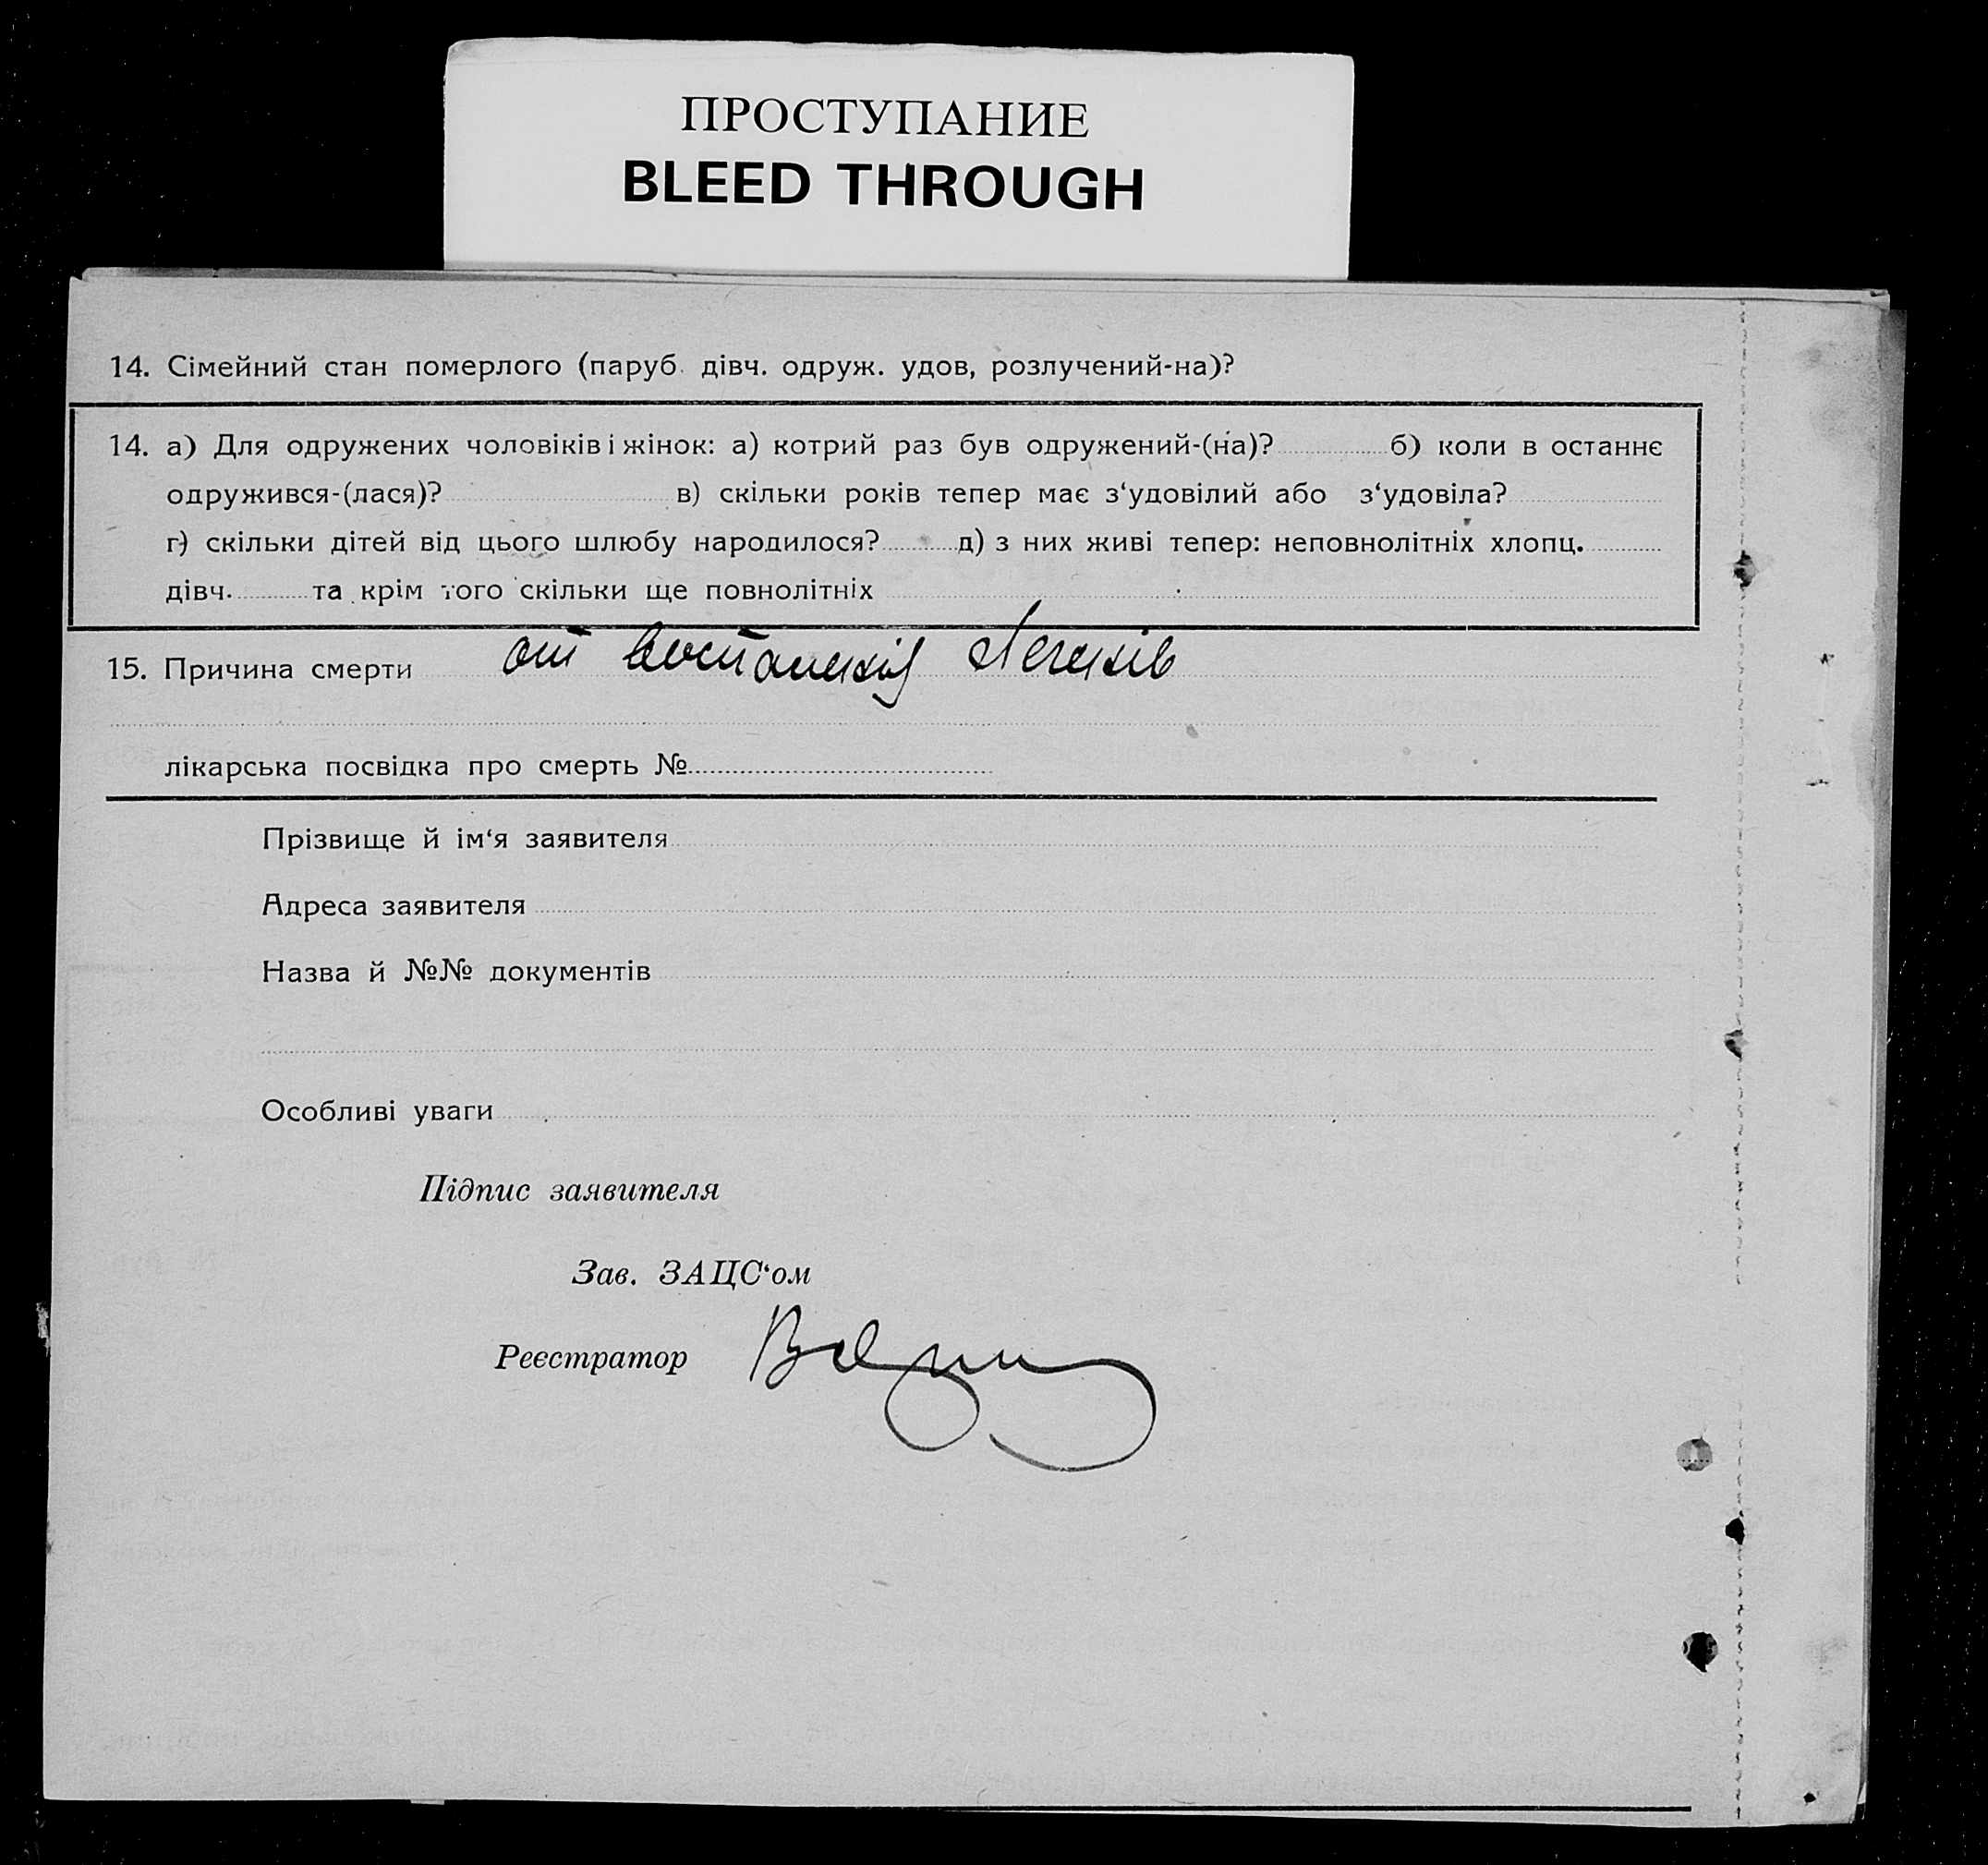 ПРОСТУПАНИЕ
BLEED THROUGH
14. Сімейний стан померлого (паруб. дівч. одруж. удов, розлучений-на)?
14. а) Для одружених чоловіків і жінок: а) котрий раз був одружений-(на)? б) коли в останнє
одружився-(лася)? в) скільки років тепер має з‘удовілий або з‘удовіла?
г) скільки дітей від цього шлюбу народилося? д) з них живі тепер: неповнолітніх хлопц.
дівч. та крім того скільки ще повнолітніх
15. Причина смерти от
лікарська посвідка про смерть №
Прізвище й ім‘я заявителя
Адреса заявителя
Назва й №№ документів
Особливі уваги
Підпис заявителя
Зав. ЗАЦС‘ом
Реєстратор